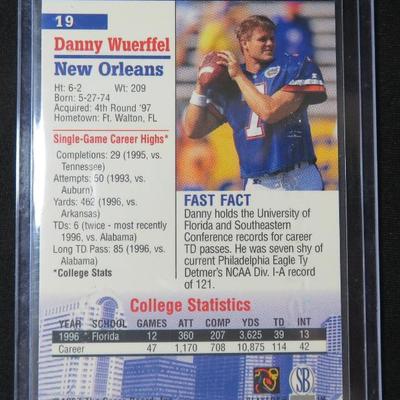 19
Danny Wuerffel
New Orleans
Ht: 6-2 Wt: 209
Born: 5-27-74
Acquired: 4th Round '97
Hometown: Ft. Walton, FL
Single-Game Career Highs*
Completions: 29 (1995, vs.
Tennessee)
Attempts: 50 (1993, vs.
Auburn)
Yards: 462 (1996, vs.
Arkansas)
TDs: 6 (twice - most recently
1996, vs. Alabama)
Long TD Pass: 85 (1996, vs.
Alabama)
*College Stats
7
FAST FACT
Danny holds the University of
Florida and Southeastern
Conference records for career
TD passes. He was seven shy of
current Philadelphia Eagle Ty
Detmer's NCAA Div. I-A record
of 121.
College Statistics
YEAR SCHOOL GAMES ATT COMP YDS TD INT
1996 * Florida 12 360 207 3,625 39 13
Career 47 1,170 708 10,875 114 42
SB